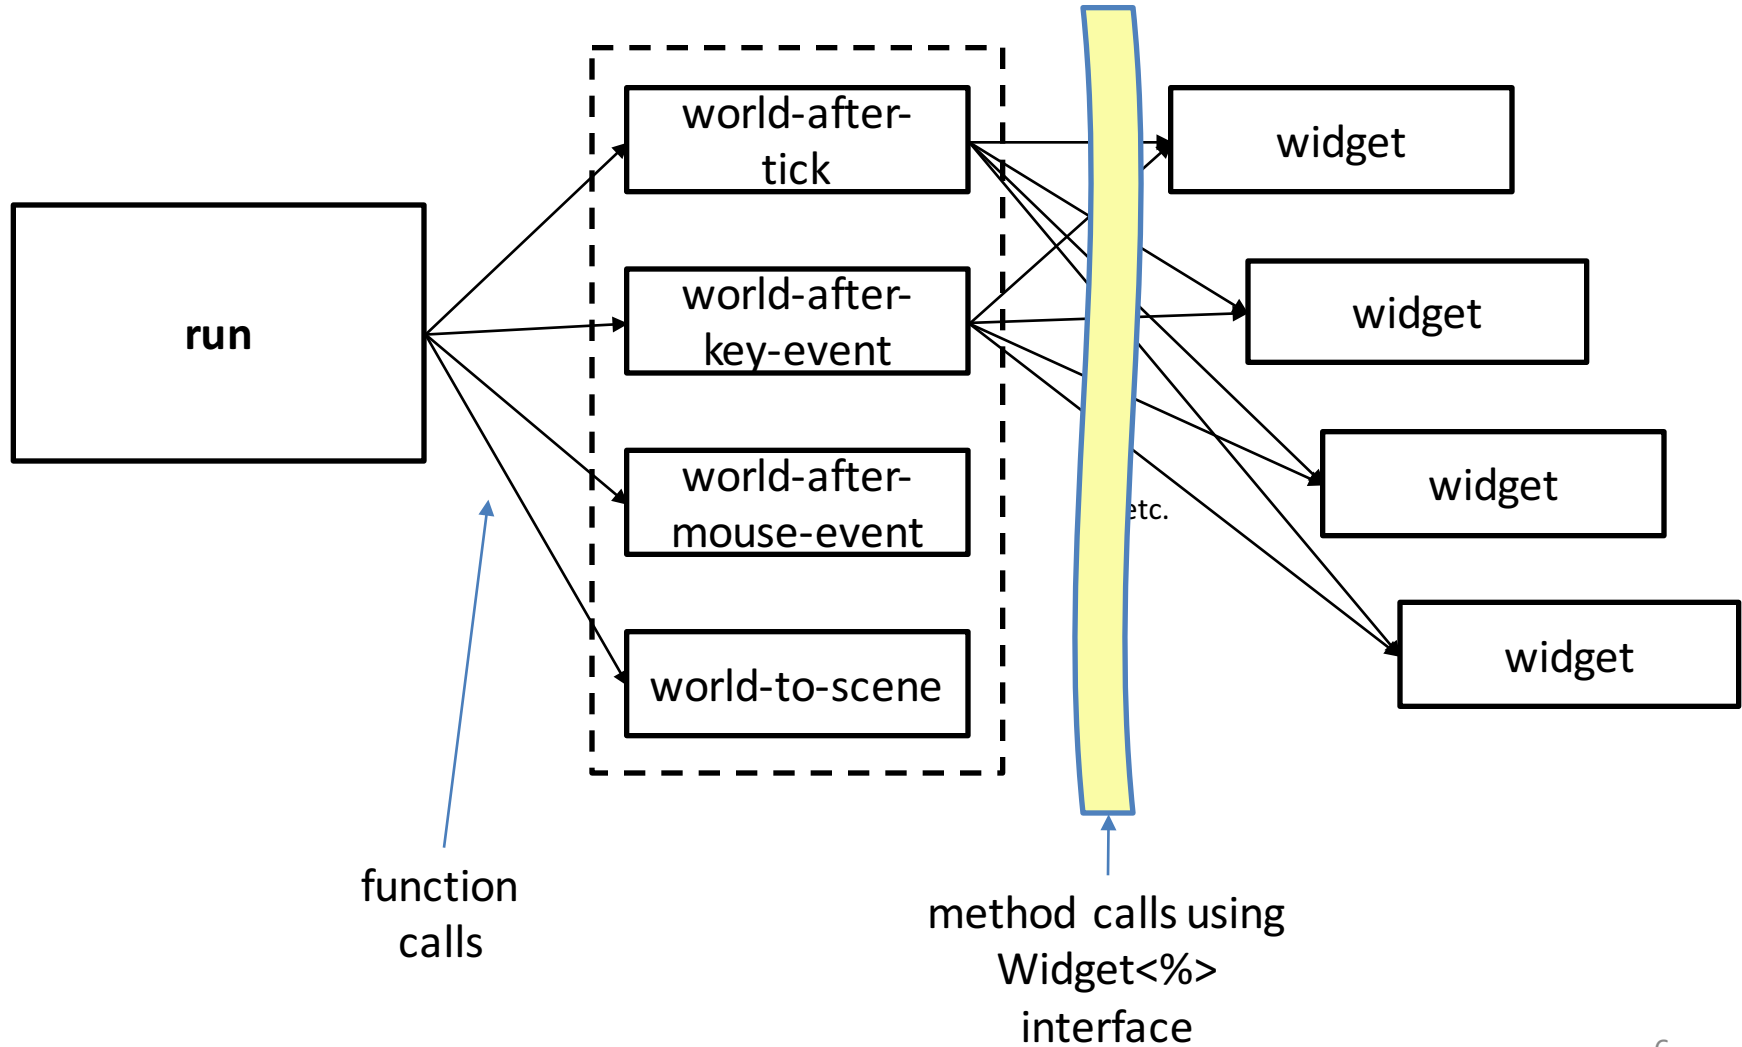 run
world-after-
tick
world-after-
key-event
world-after-
mouse-event
world-to-scene
widget
widget
widget
widget
etc.
function
calls
method calls using
Widget<%>
interface